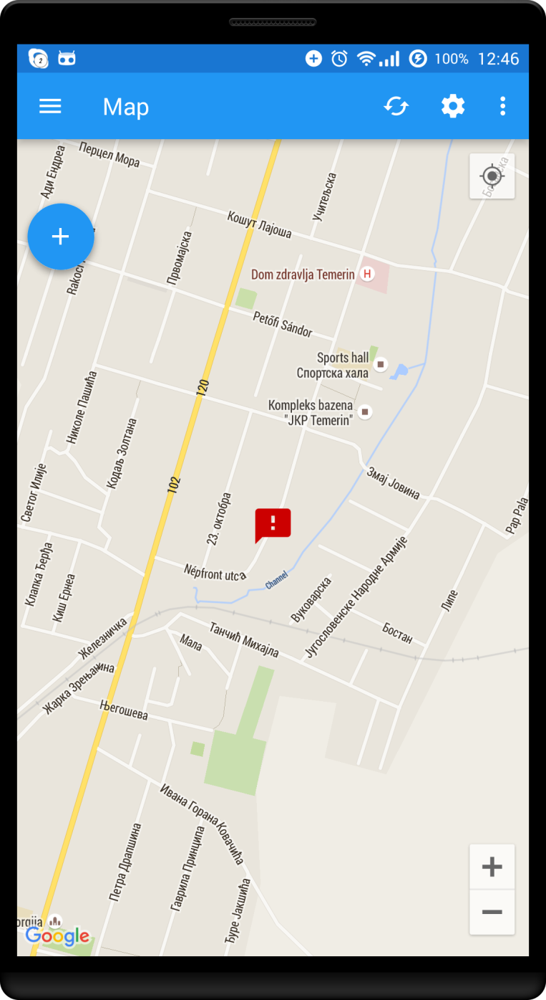 2
100%
12:46
Map
Перцел Мора
Ади Ендреа
Учитељска
Кошут Лајоша
Првомајска
Dom zdravlja Temerin
H
Petőfi Sándor
Sports hall
Спортска хала
Kompleks bazena
"JKP Temerin"
120
Николе Пашића
Кодаљ Золтана
Светог Илије
102
23. октобра
Змај Јовина
Pap Pala
!
Népfront utca
Channel
Клапка Ђерђа
Киш Ернеа
Вуковарска
Југословенске Народне Армије
Липе
Бостан
Железничка
Танчић Михајла
Мала
Жарка Зрењанина
Његошева
Ивана Горана Ковачића
Петра Драпшина
Гаврила Принципа
Ђуре Јакшића
Google